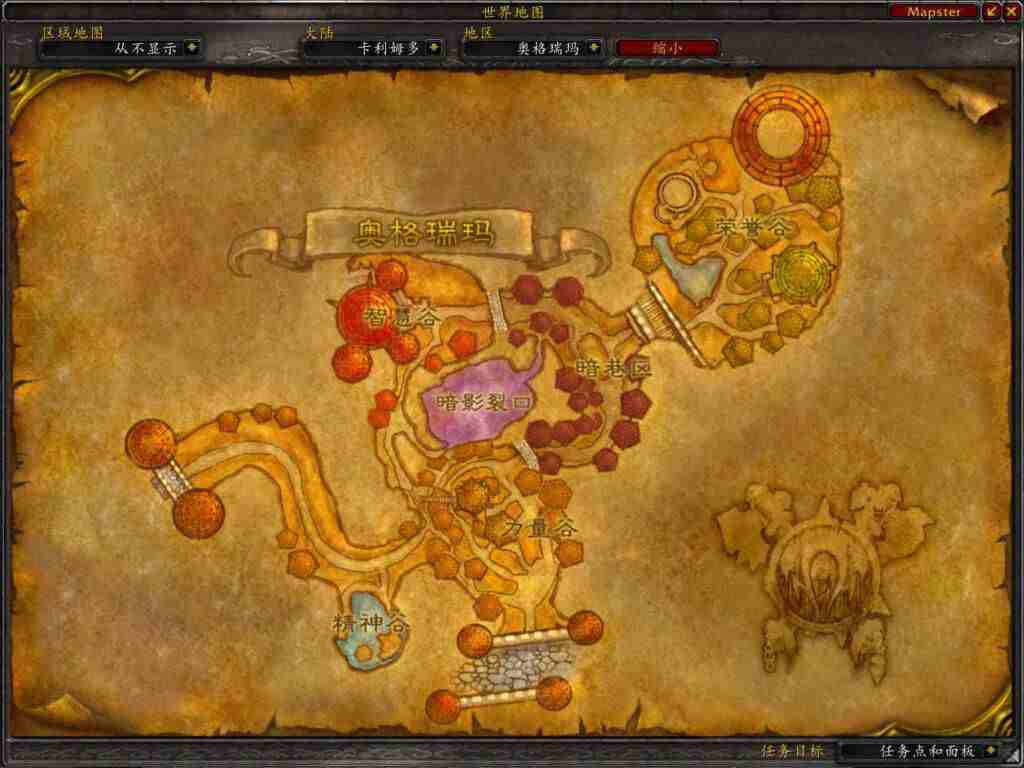 世界地图
Mapster
区域地图
大陆
地区
从不显示
卡利姆多
奥格瑞玛
缩小
荣誉谷
奥格瑞玛
智慧谷
暗巷区
暗影裂口
力量谷
精神谷
任务目标
任务点和面板